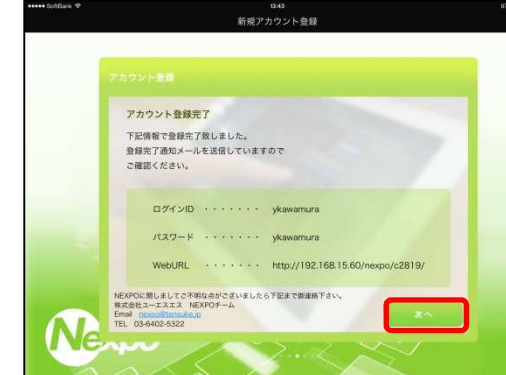 SoftBank 13:43
新規アカウント登録
アカウント登録
アカウント登録完了
下記情報で登録完了致しました。
登録完了通知メールを送信していますので
ご確認ください。
ログインID ・・・・・・・ ykawamura
パスワード ・・・・・・・ ykawamura
WebURL ・・・・・・・ http://192.168.15.60/nexpo/c2819/
NEXPOに関しましてご不明な点がございましたら下記まで御連絡下さい。
株式会社ユーエスエス NEXPOチーム
Email nexpo@tensuke.jp
TEL 03-6402-5322
次へ
Nexpo